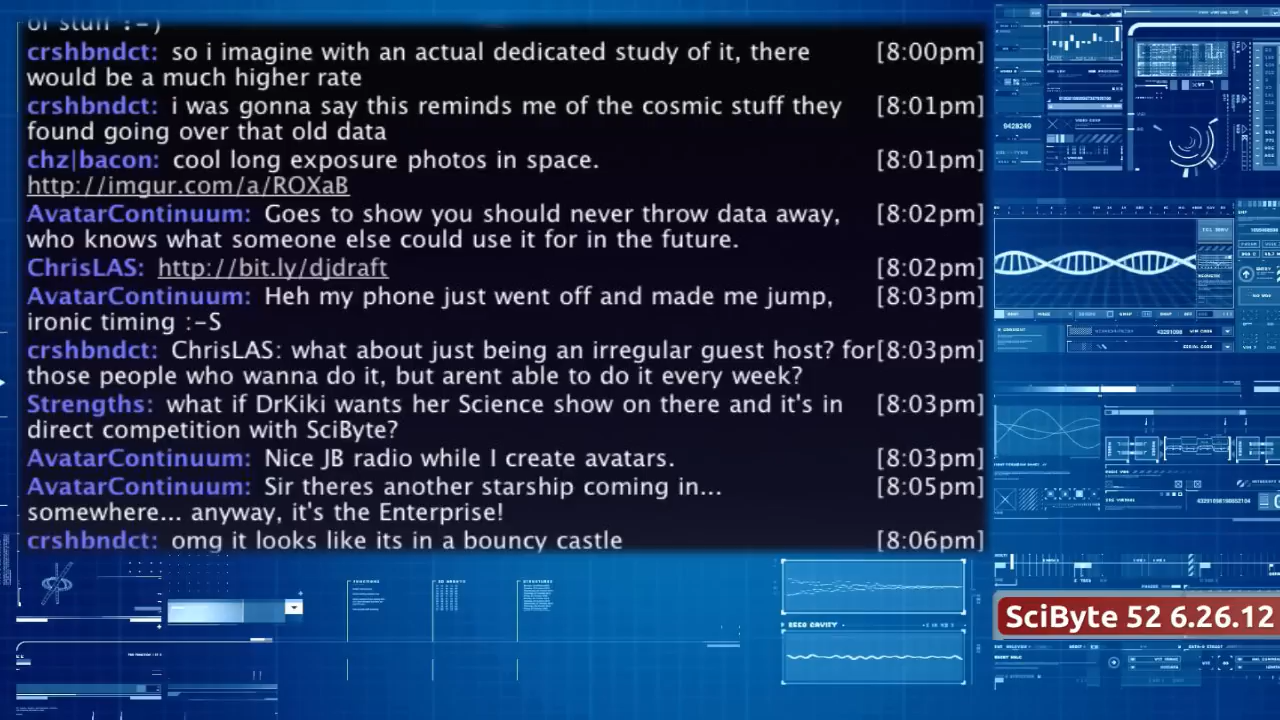 or stuff :-)
crshbndct: so i imagine with an actual dedicated study of it, there [8:00pm]
would be a much higher rate
crshbndct: i was gonna say this reminds me of the cosmic stuff they [8:01pm]
found going over that old data
chz|bacon: cool long exposure photos in space. [8:01pm]
http://imgur.com/a/ROXaB
AvatarContinuum: Goes to show you should never throw data away, [8:02pm]
who knows what someone else could use it for in the future.
ChrisLAS: http://bit.ly/djdraft [8:02pm]
AvatarContinuum: Heh my phone just went off and made me jump, [8:03pm]
ironic timing :-S
crshbndct: ChrisLAS: what about just being an irregular guest host? for [8:03pm]
those people who wanna do it, but arent able to do it every week?
Strengths: what if DrKiki wants her Science show on there and it's in [8:03pm]
direct competition with SciByte?
AvatarContinuum: Nice JB radio while I create avatars. [8:03pm]
AvatarContinuum: Sir theres another starship coming in... [8:05pm]
somewhere... anyway, it's the Enterprise!
crshbndct: omg it looks like its in a bouncy castle [8:06pm]
9428249
SciByte 52 6.26.12